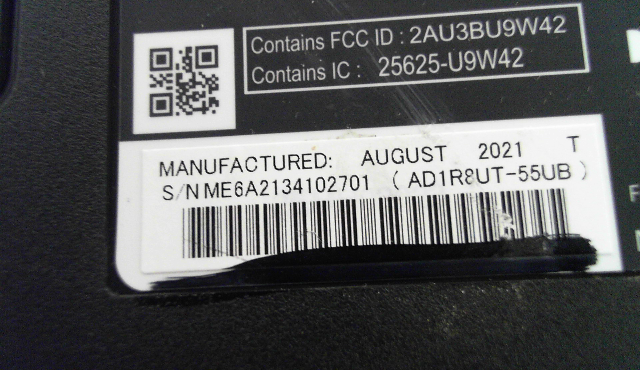 Contains FCC ID : 2AU3BU9W42
Contains IC : 25625-U9W42
MANUFACTURED: AUGUST 2021 T
S/N ME6A2134102701 ( AD1R8UT-55UB )